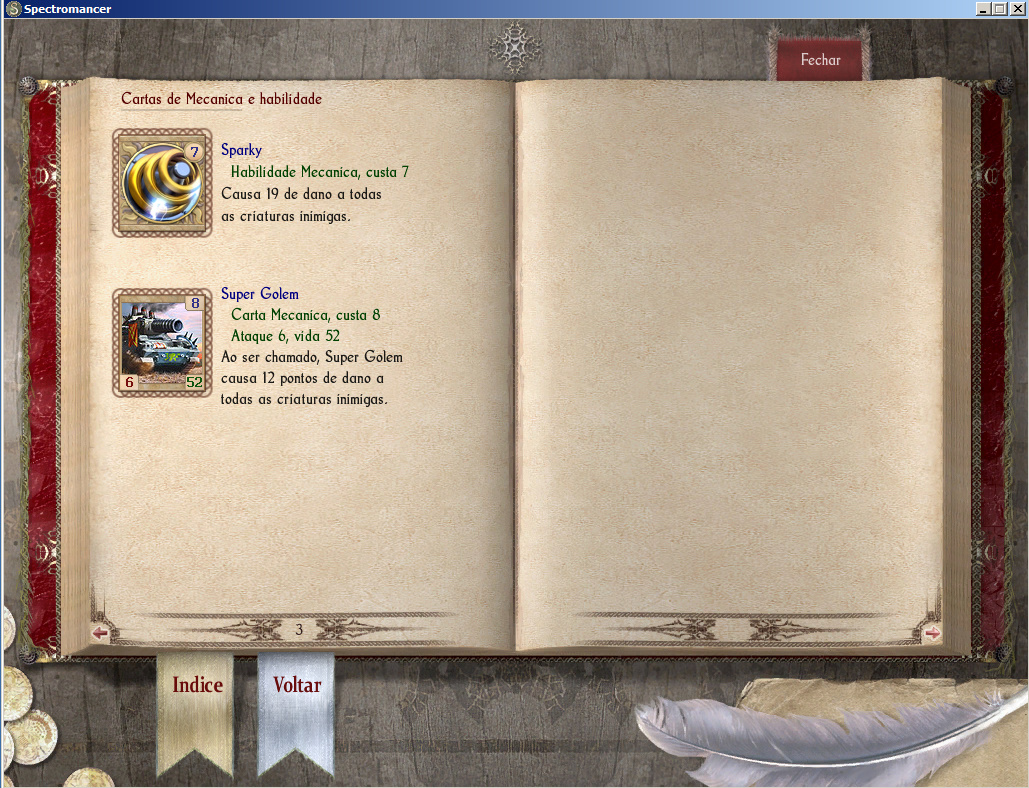 Spectromancer
Fechar
Cartas de Mecanica e habilidade
7
Sparky
Habilidade Mecanica, custa 7
Causa 19 de dano a todas
as criaturas inimigas.
8
6
52
Super Golem
Carta Mecanica, custa 8
Ataque 6, vida 52
Ao ser chamado, Super Golem
causa 12 pontos de dano a
todas as criaturas inimigas.
3
Indice
Voltar